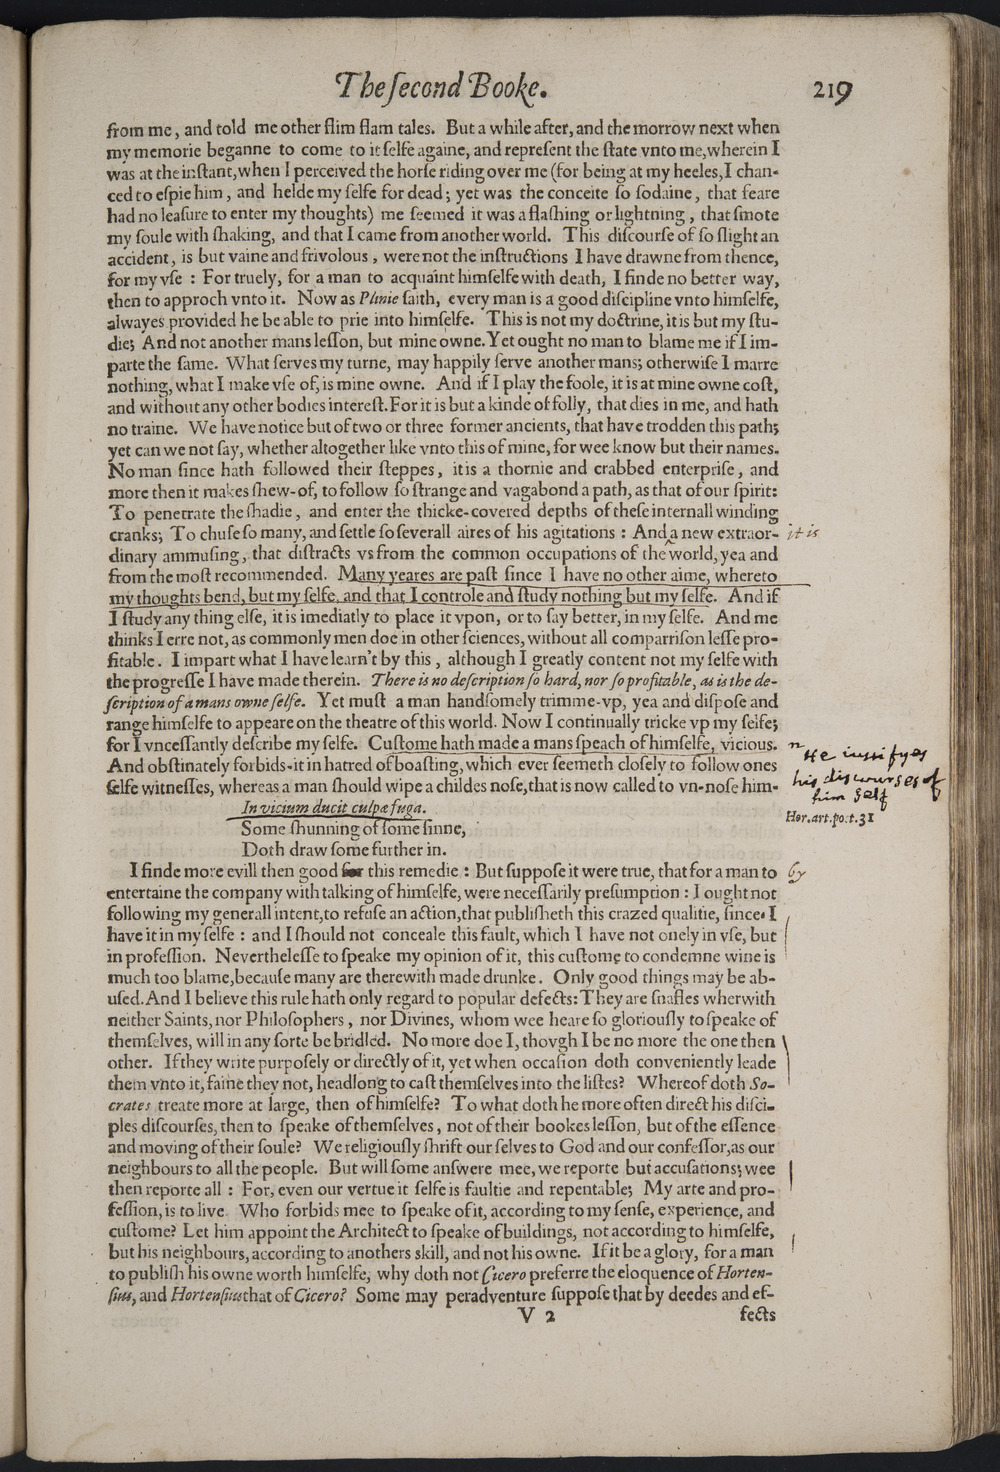 The ſecond Booke. 219
from me, and told me other flim flam tales. But a while after, and the morrow next when
my memorie beganne to come to it ſelfe againe, and repreſent the ſtate vnto me, wherein I
was at the inſtant, when I perceived the horſe riding over me (for being at my heeles, I chan-
ced to eſpie him, and helde my ſelfe for dead; yet was the conceite ſo ſodaine, that feare
had no leaſure to enter my thoughts) me ſeemed it was a flaſhing or lightning, that ſmote
my ſoule with ſhaking, and that I came from another world. This diſcourſe of ſo ſlight an
accident, is but vaine and frivolous, were not the inſtructions I have drawne from thence,
for my vſe : For truely, for a man to acquaint himſelfe with death, I finde no better way,
then to approch vnto it. Now as Plinie ſaith, every man is a good diſcipline vnto himſelfe,
alwayes provided he be able to prie into himſelfe. This is not my doctrine, it is but my ſtu-
die; And not another mans leſſon, but mine owne. Yet ought no man to blame me if I im-
parte the ſame. What ſerves my turne, may happily ſerve another mans; otherwiſe I marre
nothing, what I make vſe of, is mine owne. And if I play the foole, it is at mine owne coſt,
and without any other bodies intereſt. For it is but a kinde of folly, that dies in me, and hath
no traine. We have notice but of two or three former ancients, that have trodden this path;
yet can we not ſay, whether altogether like vnto this of mine, for wee know but their names.
No man ſince hath followed their ſteppes, it is a thornie and crabbed enterpriſe, and
more then it makes ſhew-of, to follow ſo ſtrange and vagabond a path, as that of our ſpirit:
To penetrate the ſhadie, and enter the thicke-covered depths of theſe internall winding
cranks; To chuſe ſo many, and ſettle ſo ſeverall aires of his agitations : And a new extraor- it is
dinary ammuſing, that diſtracts vs from the common occupations of the world, yea and
from the moſt recommended. Many yeares are paſt ſince I have no other aime, whereto
my thoughts bend, but my ſelfe, and that I controle and ſtudy nothing but my ſelfe. And if
I ſtudy any thing elſe, it is imediatly to place it vpon, or to ſay better, in my ſelfe. And me
thinks I erre not, as commonly men doe in other ſciences, without all comparriſon leſſe pro-
fitable. I impart what I have learn't by this, although I greatly content not my ſelfe with
the progreſſe I have made therein. There is no deſcription ſo hard, nor ſo profitable, as is the de-
ſcription of a mans owne ſelfe. Yet muſt a man handſomely trimme-vp, yea and diſpoſe and
range himſelfe to appeare on the theatre of this world. Now I continually tricke vp my ſelfe;
for I vnceſſantly deſcribe my ſelfe. Cuſtome hath made a mans ſpeach of himſelfe, vicious.
He iustifyes
And obſtinately forbids-it in hatred of boaſting, which ever ſeemeth cloſely to follow ones
his discourses of
ſelfe witneſſes, whereas a man ſhould wipe a childes noſe, that is now called to vn-noſe him-
him self
In vicium ducit culpæ fuga.
Hor. art. poet. 31
Some ſhunning of ſome ſinne,
Doth draw ſome further in.
I finde more evill then good for this remedie : But ſuppoſe it were true, that for a man to by
entertaine the company with talking of himſelfe, were neceſſarily preſumption : I ought not
following my generall intent, to refuſe an action, that publiſheth this crazed qualitie, ſince I
have it in my ſelfe : and I ſhould not conceale this fault, which I have not onely in vſe, but
in profeſſion. Nevertheleſſe to ſpeake my opinion of it, this cuſtome to condemne wine is
much too blame, becauſe many are therewith made drunke. Only good things may be ab-
uſed. And I believe this rule hath only regard to popular defects: They are ſnafles wherwith
neither Saints, nor Philoſophers, nor Divines, whom wee heare ſo gloriouſly to ſpeake of
themſelves, will in any ſorte be bridled. No more doe I, thovgh I be no more the one then
other. If they write purpoſely or directly of it, yet when occaſion doth conveniently leade
them vnto it, faine they not, headlong to caſt themſelves into the liſtes? Whereof doth So-
crates treate more at large, then of himſelfe? To what doth he more often direct his diſci-
ples diſcourſes, then to ſpeake of themſelves, not of their bookes leſſon, but of the eſſence
and moving of their ſoule? We religiouſly ſhrift our ſelves to God and our confeſſor, as our
neighbours to all the people. But will ſome anſwere mee, we reporte but accuſations; wee
then reporte all : For, even our vertue it ſelfe is faultie and repentable; My arte and pro-
feſſion, is to live. Who forbids mee to ſpeake of it, according to my ſenſe, experience, and
cuſtome? Let him appoint the Architect to ſpeake of buildings, not according to himſelfe,
but his neighbours, according to anothers skill, and not his owne. If it be a glory, for a man
to publiſh his owne worth himſelfe, why doth not Cicero preferre the eloquence of Horten-
ſius, and Hortenſius that of Cicero? Some may peradventure ſuppoſe that by deedes and ef-
V 2 fects